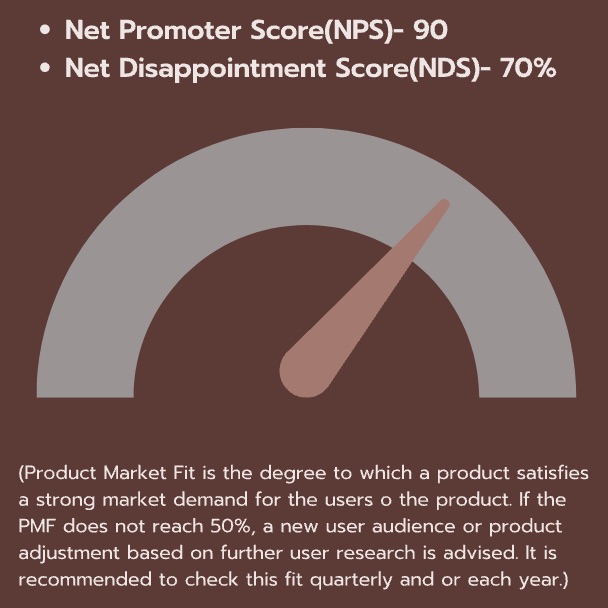 • Net Promoter Score(NPS)- 90
• Net Disappointment Score(NDS)- 70%
(Product Market Fit is the degree to which a product satisfies
a strong market demand for the users o the product. If the
PMF does not reach 50%, a new user audience or product
adjustment based on further user research is advised. It is
recommended to check this fit quarterly and or each year.)